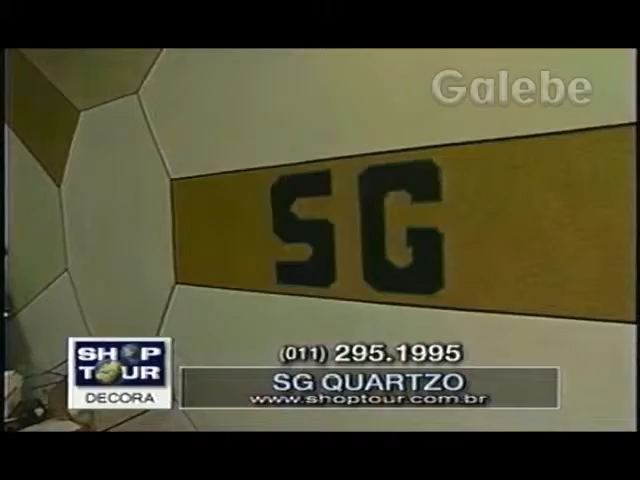 Galebe
SG
(011) 295.1995
SHOP
TOUR
DECORA
SG QUARTZO
www.shoptour.com.br